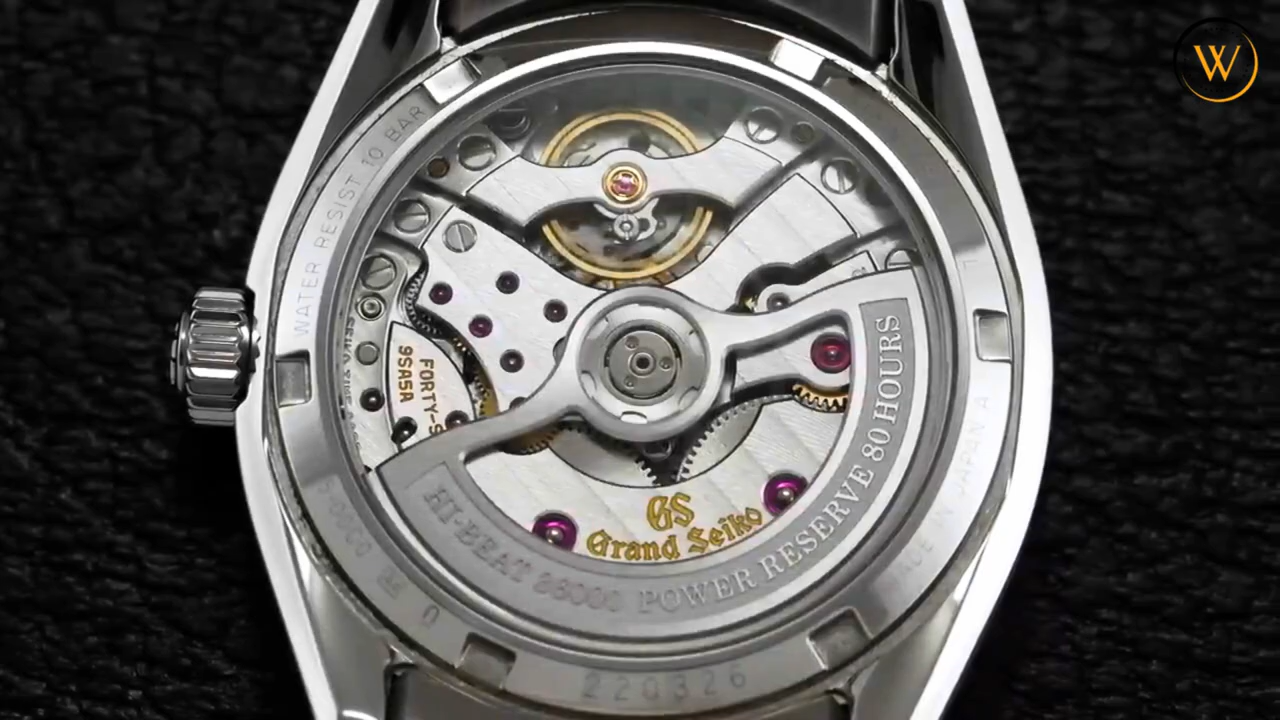 W
WATER RESIST 10 BAR
9SA5A
FORTY-S
GS
Grand Seiko
HI-BEAT 36000 POWER RESERVE 80 HOURS
MADE IN JAPAN A
0
220326